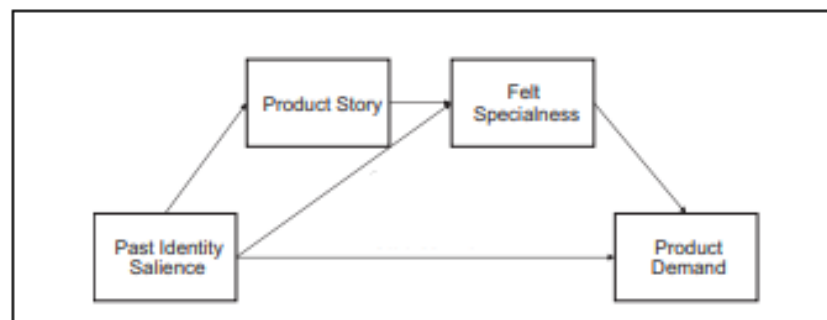 Product Story
Felt
Specialness
Past Identity
Salience
Product
Demand